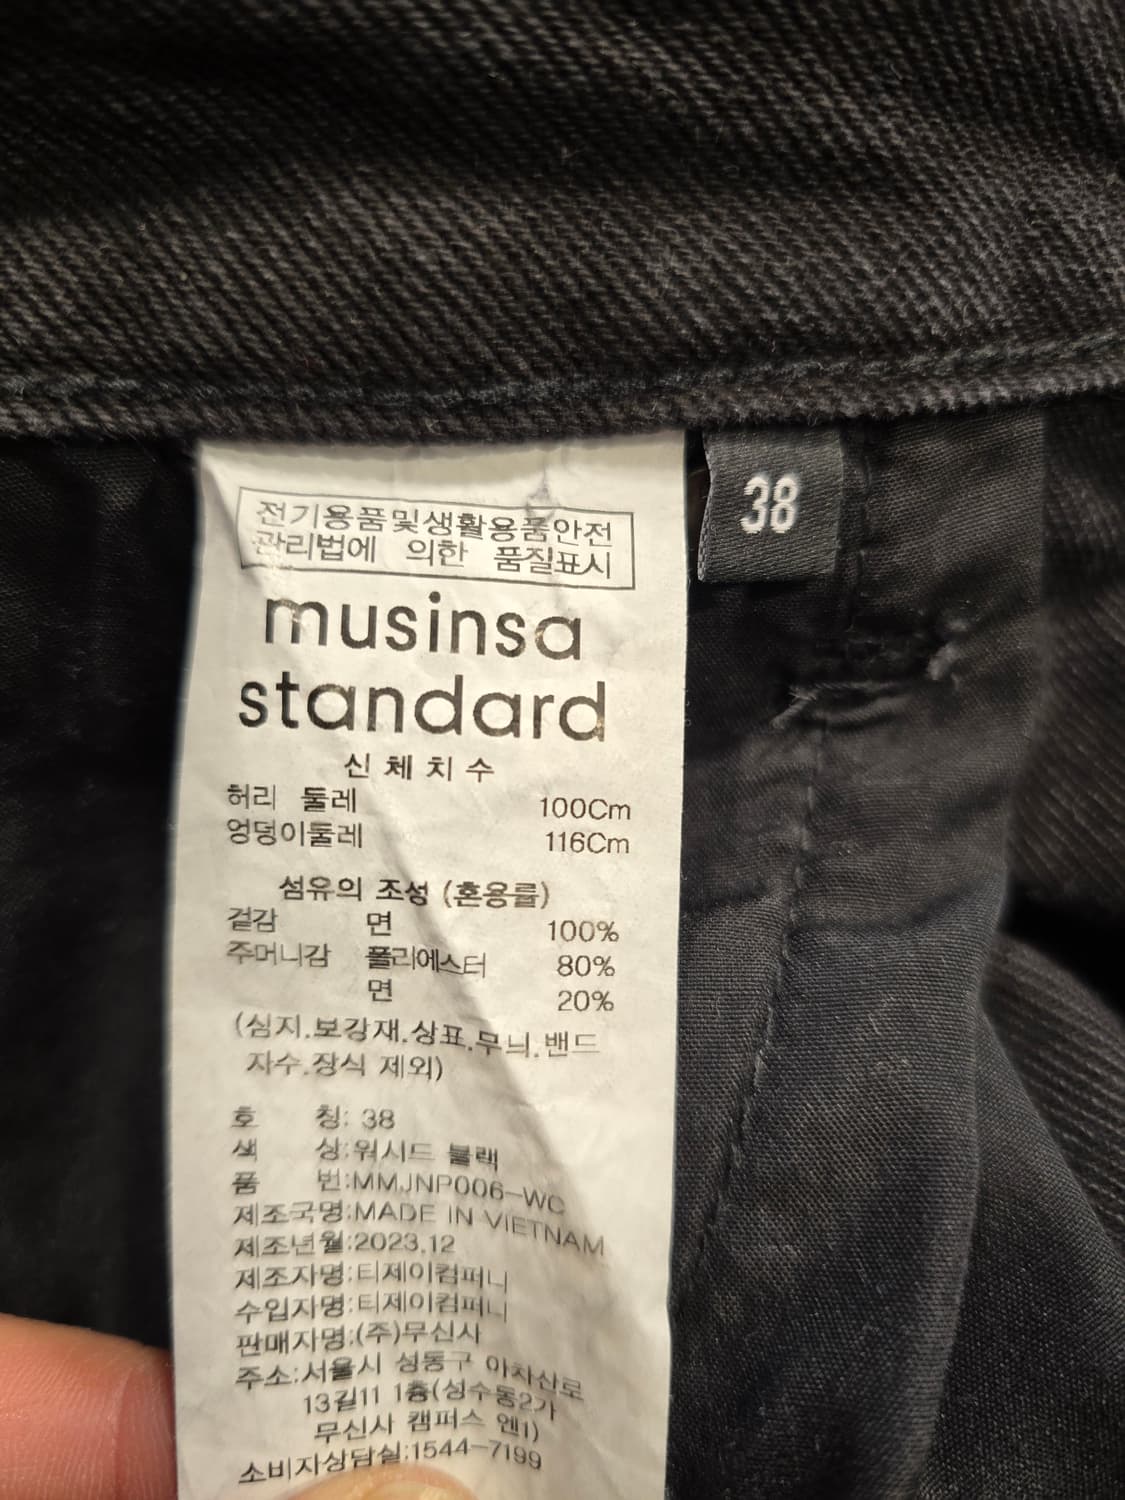 전기용품및생활용품안전
관리법에 의한 품질표시
musinsa
standard
신체치수
허리 둘레 100Cm
엉덩이둘레 116Cm
섬유의 조성 (혼용률)
겉감 면 100%
주머니감 폴리에스터 80%
면 20%
(심지.보강재.상표.무늬.밴드
자수.장식 제외)
호 칭: 38
색 상:워시드 블랙
품 번:MMJNP006-WC
제조국명:MADE IN VIETNAM
제조년월:2023.12
제조자명:티제이컴퍼니
수입자명:티제이컴퍼니
판매자명:(주)무신사
주소:서울시 성동구 아차산로
13길11 1층(성수동2가
무신사 캠퍼스 엔1)
소비자상담실:1544-7199
38